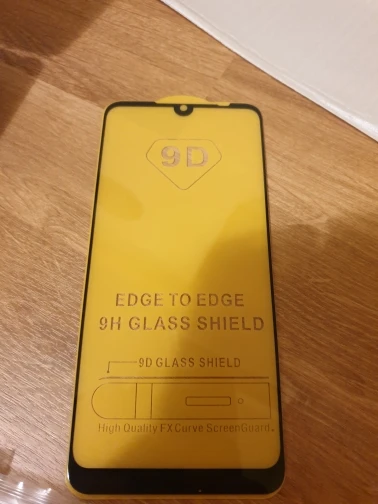 9D
EDGE TO EDGE
9H GLASS SHIELD
9D GLASS SHIELD
High Quality FX Curve ScreenGuard.